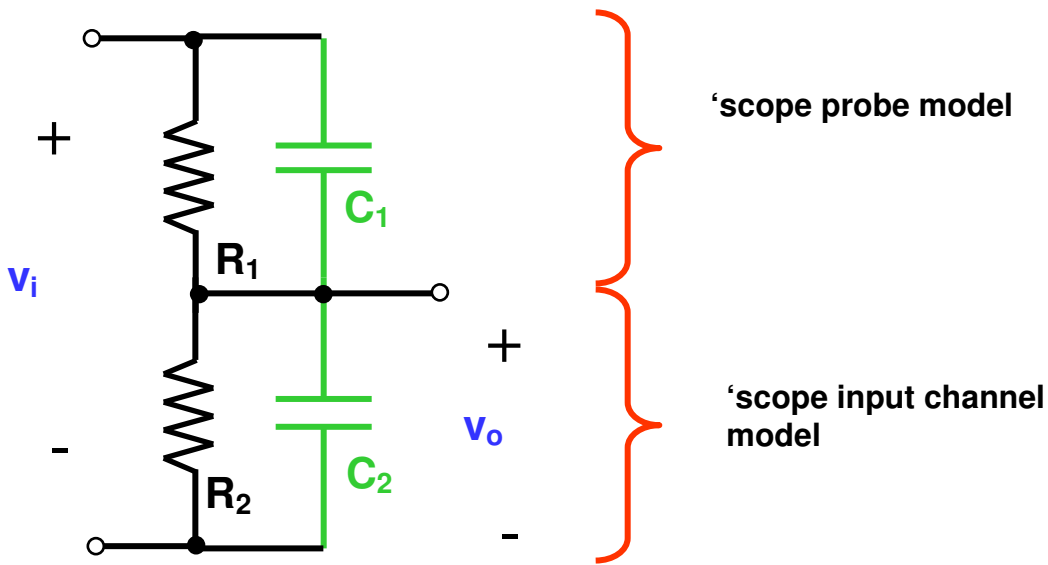 ‘scope probe model
+
C₁
R₁
vᵢ
+
‘scope input channel
model
vₒ
-
C₂
R₂
-